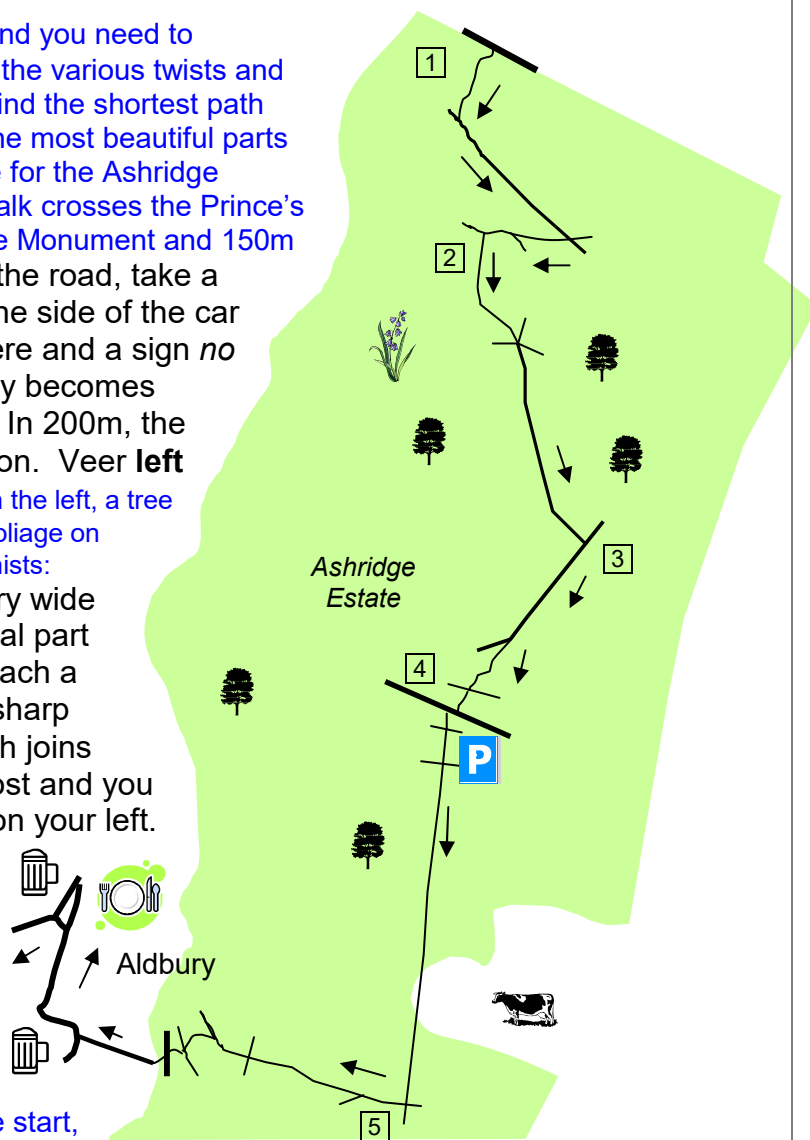 nd you need to
the various twists and
ind the shortest path
he most beautiful parts
for the Ashridge
alk crosses the Prince's
e Monument and 150m
the road, take a
ne side of the car
ere and a sign no
y becomes
In 200m, the
on. Veer left
n the left, a tree
oliage on
nists:
ry wide
al part
ach a
sharp
h joins
ost and you
on your left.
1
2
3
Ashridge
Estate
4
P
Aldbury
5
e start,